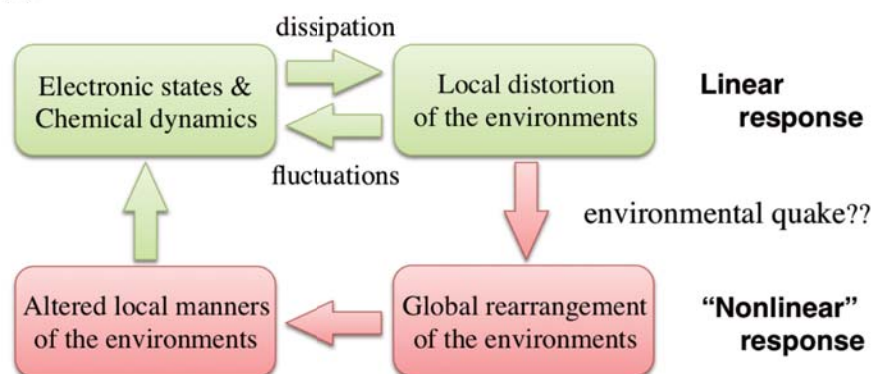 dissipation
Electronic states &
Chemical dynamics
Local distortion
of the environments
Linear
response
fluctuations
environmental quake??
Altered local manners
of the environments
Global rearrangement
of the environments
“Nonlinear”
response